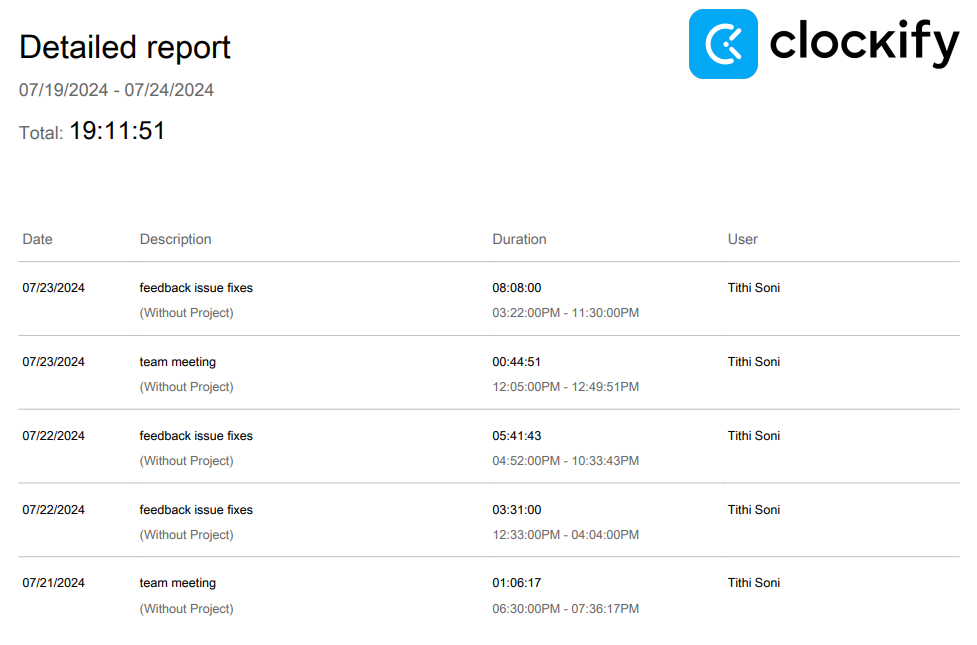 Detailed report
clockify
07/19/2024 - 07/24/2024
Total: 19:11:51
Date Description Duration User
07/23/2024 feedback issue fixes 08:08:00 Tithi Soni
(Without Project) 03:22:00PM - 11:30:00PM
07/23/2024 team meeting 00:44:51 Tithi Soni
(Without Project) 12:05:00PM - 12:49:51PM
07/22/2024 feedback issue fixes 05:41:43 Tithi Soni
(Without Project) 04:52:00PM - 10:33:43PM
07/22/2024 feedback issue fixes 03:31:00 Tithi Soni
(Without Project) 12:33:00PM - 04:04:00PM
07/21/2024 team meeting 01:06:17 Tithi Soni
(Without Project) 06:30:00PM - 07:36:17PM